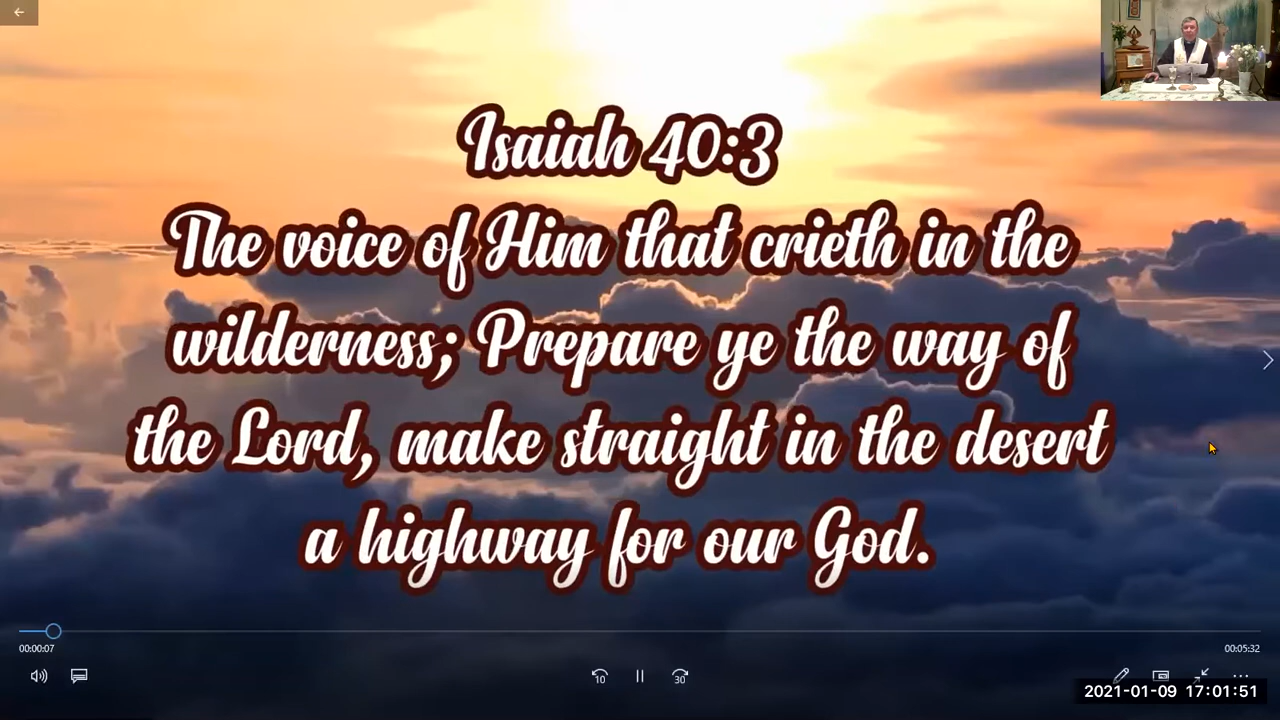 Isaiah 40:3
The voice of Him that crieth in the
wilderness; Prepare ye the way of
the Lord, make straight in the desert
a highway for our God.
00:00:07
00:05:32
10
30
2021-01-09 17:01:51